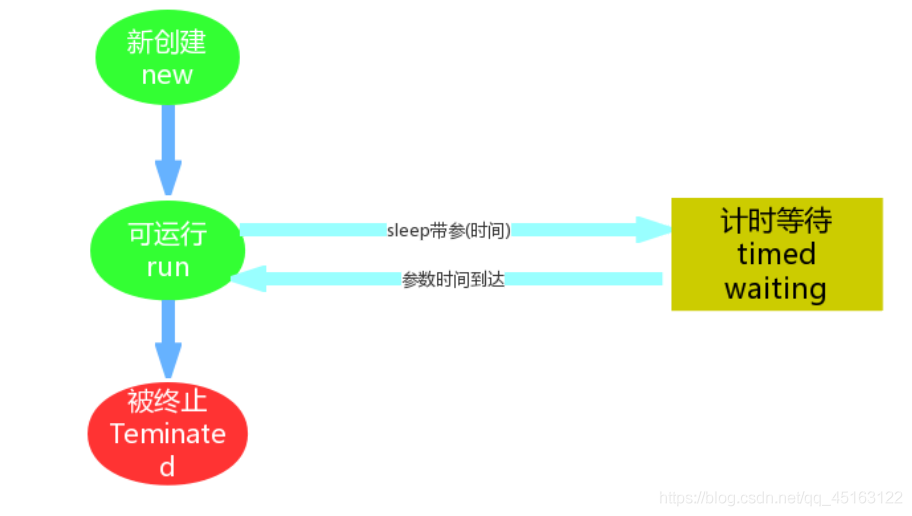 新创建
new
可运行
run
sleep带参(时间)
参数时间到达
计时等待
timed
waiting
被终止
Teminate
d
https://blog.csdn.net/qq_45163122